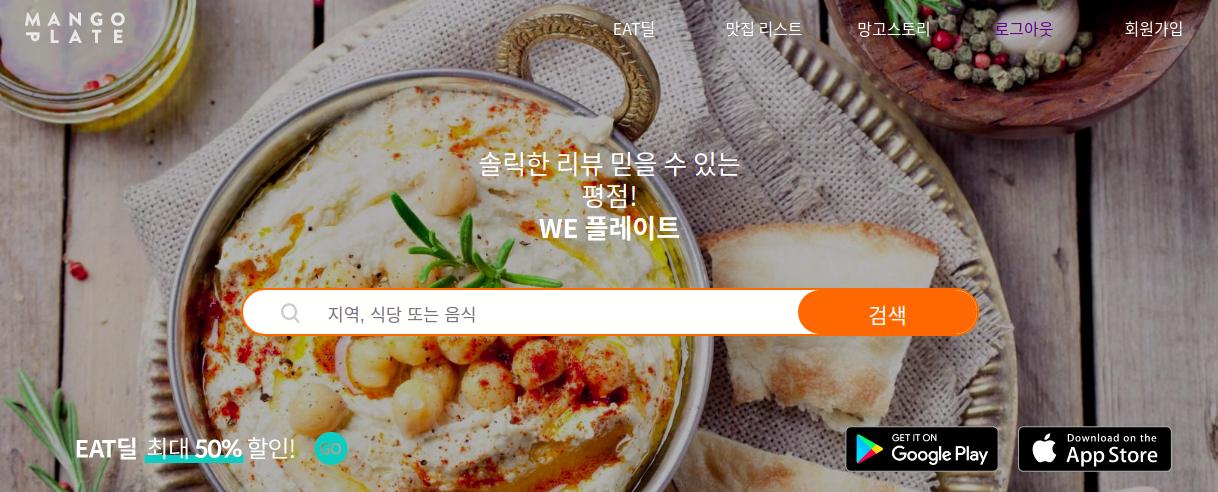 MANGO
PLATE
EAT딜
맛집 리스트
망고스토리
로그아웃
회원가입
솔릭한 리뷰 믿을 수 있는
평점!
WE 플레이트
지역, 식당 또는 음식
검색
EAT딜 최대 50% 할인!
GO
GET IT ON
Google Play
Download on the
App Store